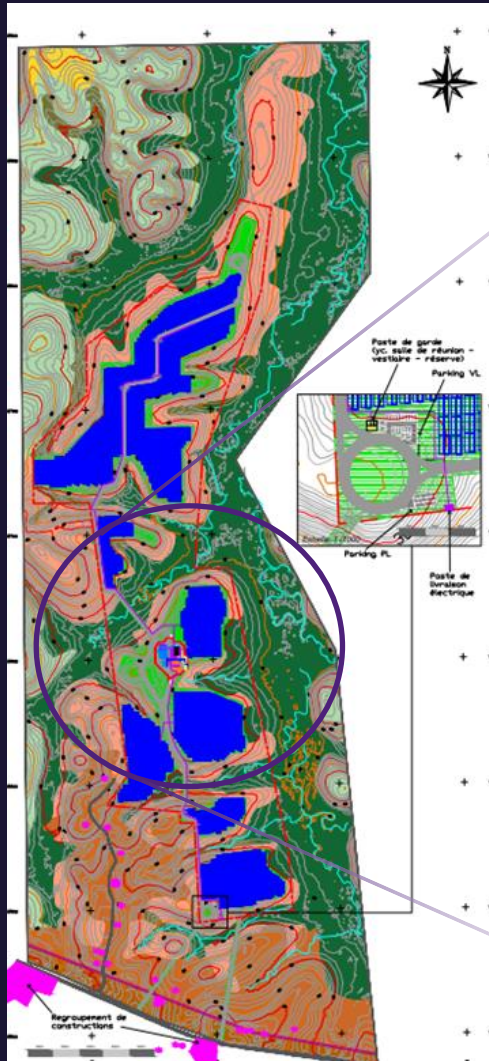 N
Poste de garde
(yc. salle de réunion -
vestiaire - réserve)
Parking VL
Parking PL
Poste de
livraison
électrique
Regroupement de
constructions